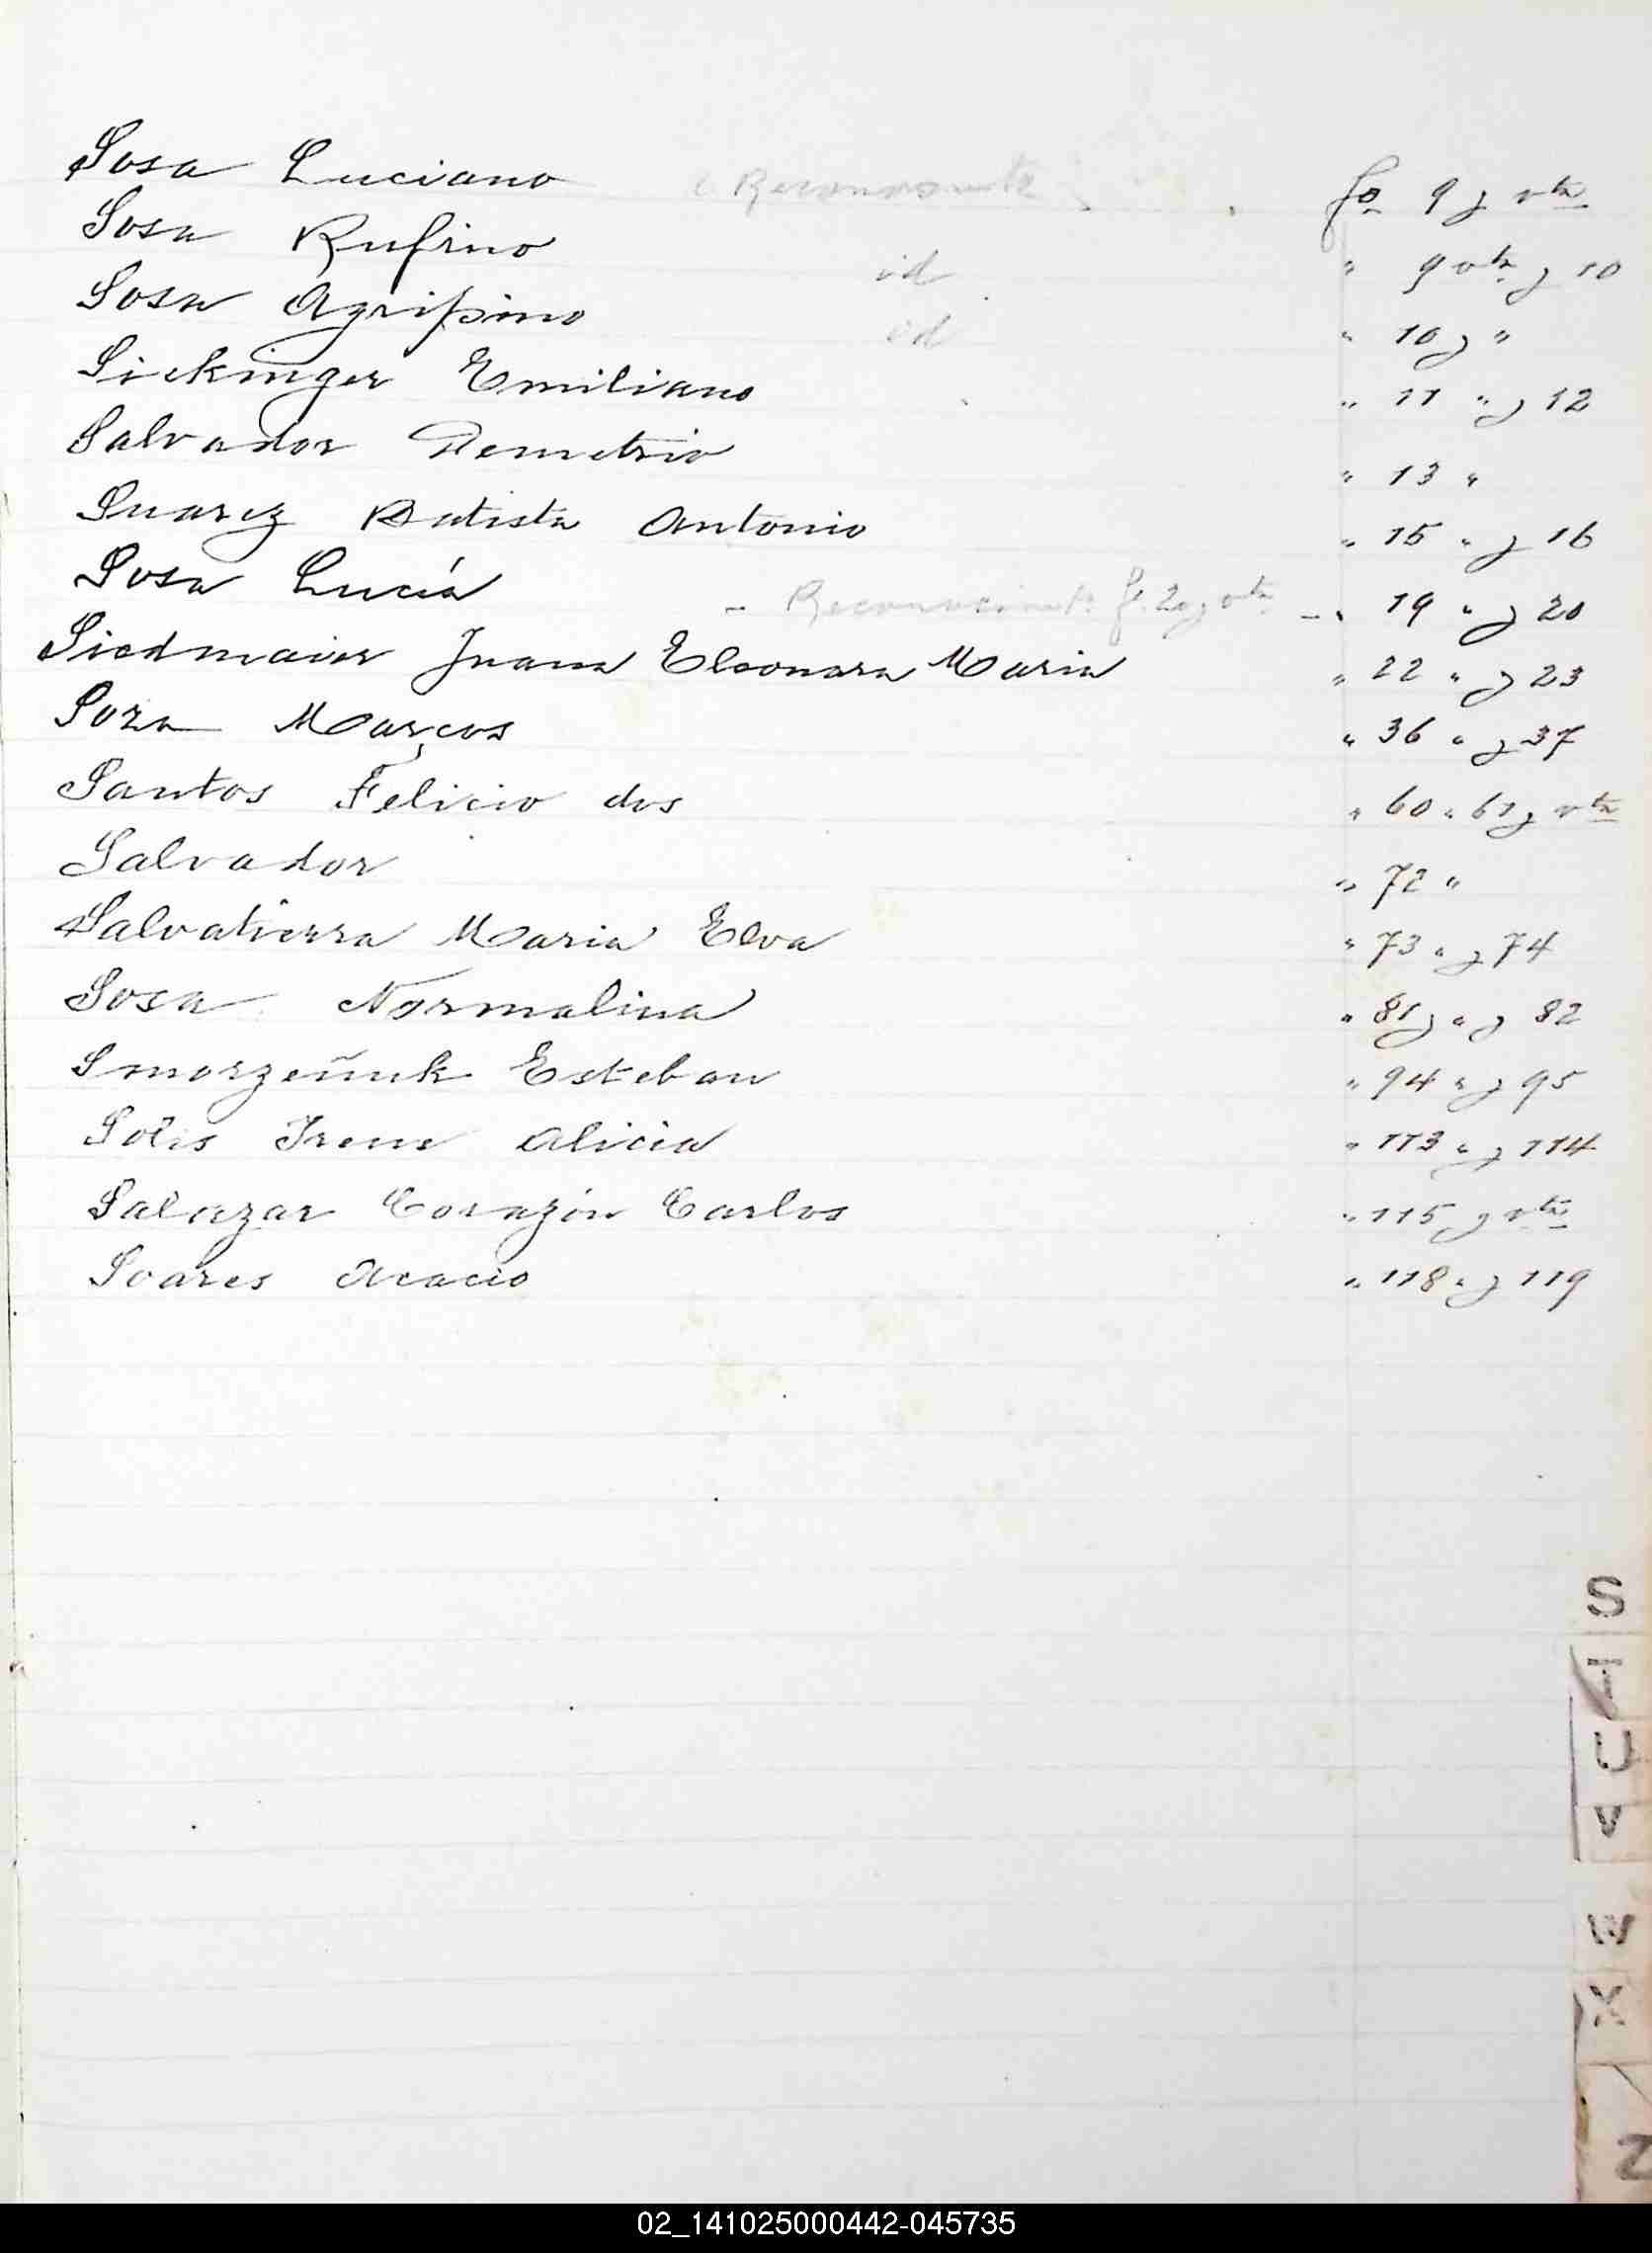 Sosa Luciano fo 9 y vta
Sosa Rufino id " 9 vta y 10
Sosa Agripino id " 10 y "
Sickinger Emiliano " 11 " y 12
Salvador Demetrio " 13 "
Suarez Batista Antonio " 15 " y 16
Sosa Lucía - Reconocimto f. 20 y vta - " 19 " y 20
Siedmaier Juana Eleonora Maria " 22 " y 23
Soza Marcos " 36 " y 37
Santos Felicio dos " 60 " 61 y vta
Salvador " 72 "
Salvatierra Maria Elva " 73 " y 74
Sosa Normalina " 81 y " y 82
Smorzeñuk Esteban " 94 " y 95
Solis Irene Alicia " 113 " y 114
Salazar Corazón Carlos " 115 y vta
Soares Acacio " 118 " y 119
S
T
U
V
W
X
Z
02_141025000442-045735